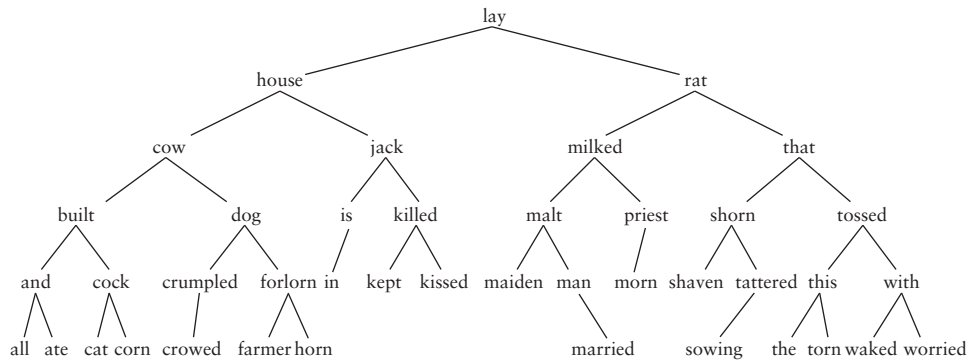 lay
house rat
cow jack milked that
built dog is killed malt priest shorn tossed
and cock crumpled forlorn in kept kissed maiden man morn shaven tattered this with
all ate cat corn crowed farmer horn married sowing the torn waked worried